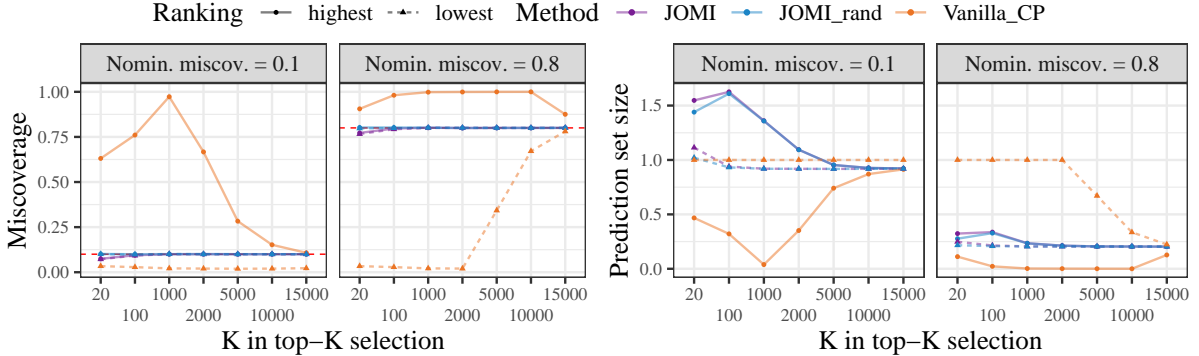 Ranking highest lowest Method JOMI JOMI_rand Vanilla_CP
Nomin. miscov. = 0.1 Nomin. miscov. = 0.8 Nomin. miscov. = 0.1 Nomin. miscov. = 0.8
Miscoverage
1.00
0.75
0.50
0.25
0.00
Prediction set size
1.5
1.0
0.5
0.0
20 1000 5000 15000 20 1000 5000 15000 20 1000 5000 15000 20 1000 5000 15000
100 2000 10000 100 2000 10000 100 2000 10000 100 2000 10000
K in top−K selection K in top−K selection